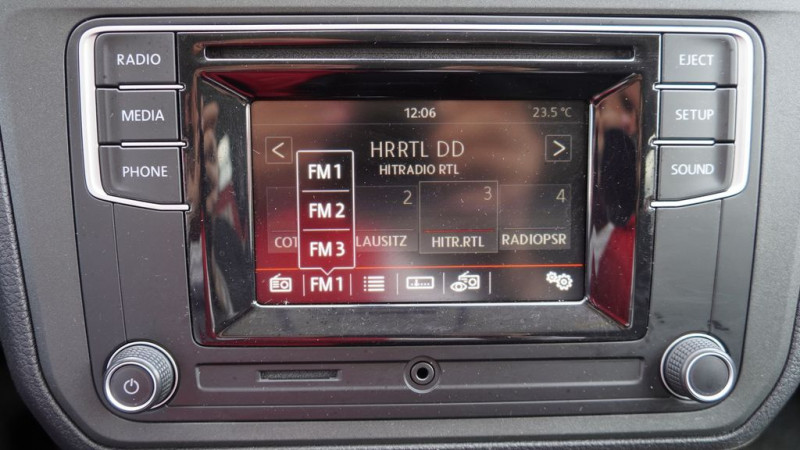 RADIO
MEDIA
PHONE
EJECT
SETUP
SOUND
12:06
23.5 °C
< HRRTL DD >
HITRADIO RTL
FM 1
FM 2
FM 3
2
3
4
COT
LAUSITZ
HITR.RTL
RADIOPSR
FM 1